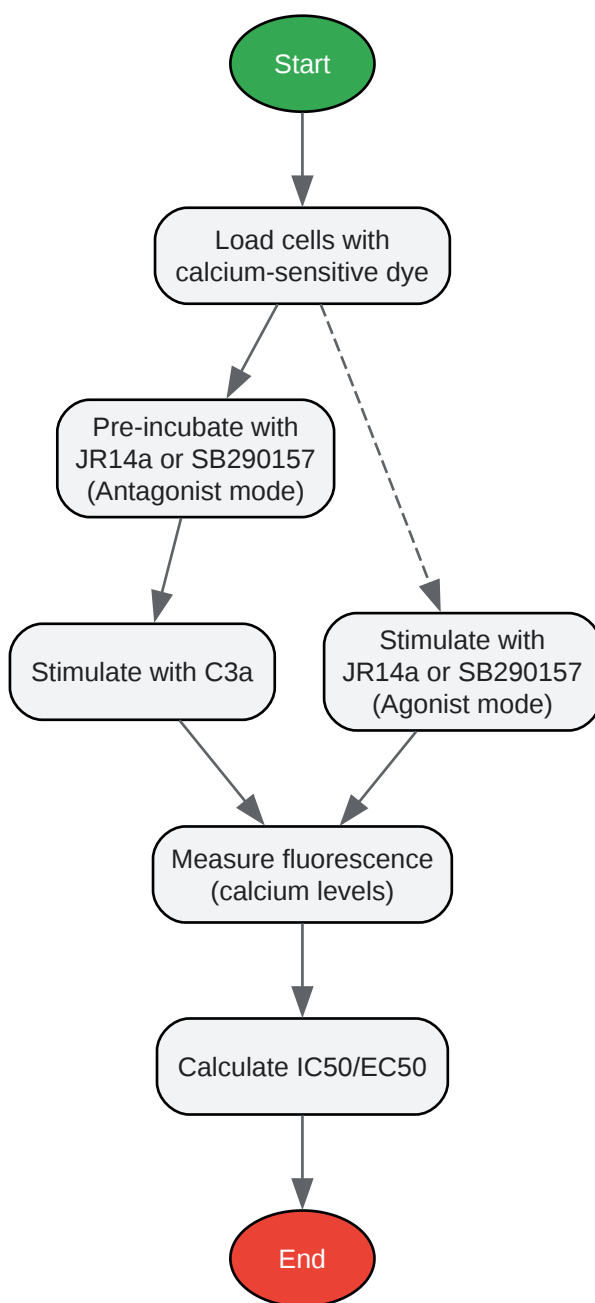 Start
Load cells with
calcium-sensitive dye
Pre-incubate with
JR14a or SB290157
(Antagonist mode)
Stimulate with C3a
Stimulate with
JR14a or SB290157
(Agonist mode)
Measure fluorescence
(calcium levels)
Calculate IC50/EC50
End